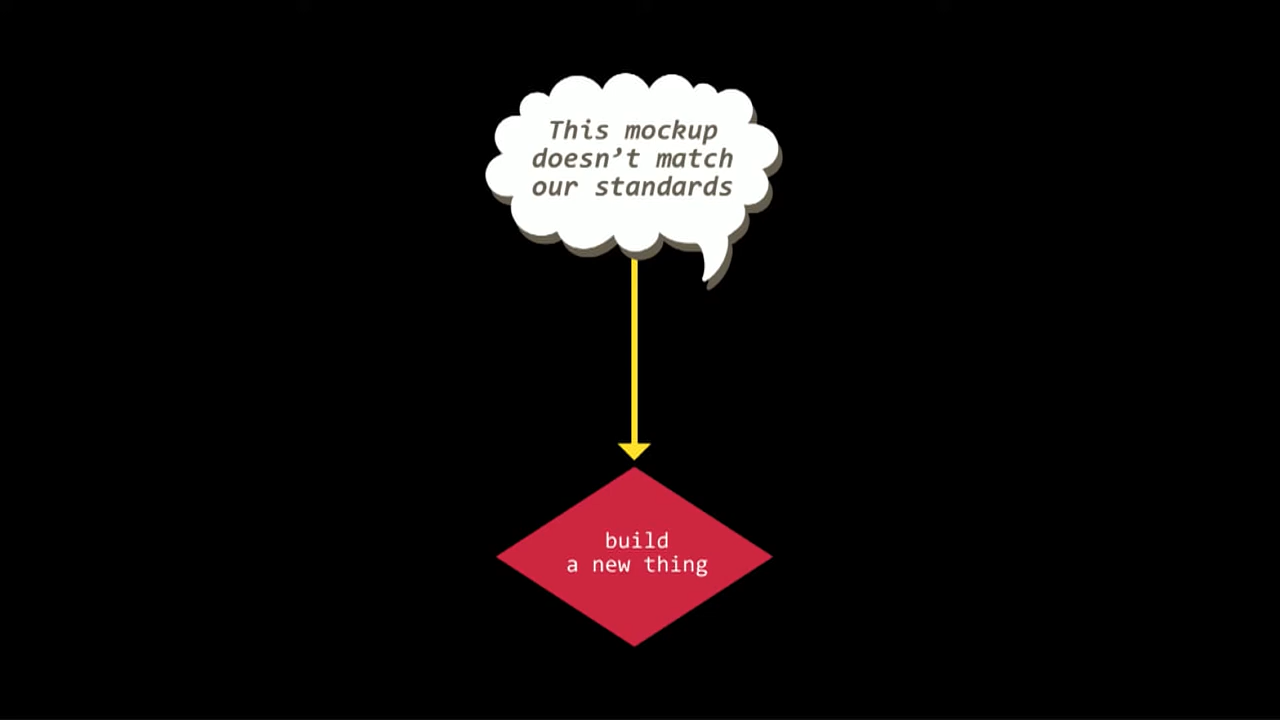 This mockup
doesn’t match
our standards
build
a new thing